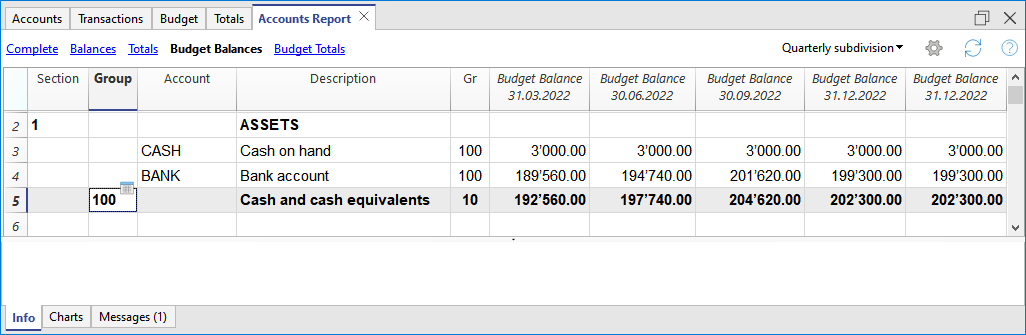 Accounts Transactions Budget Totals Accounts Report
Complete Balances Totals Budget Balances Budget Totals Quarterly subdivision
Section Group Account Description Gr Budget Balance Budget Balance Budget Balance Budget Balance Budget Balance
31.03.2022 30.06.2022 30.09.2022 31.12.2022 31.12.2022
2 1 ASSETS
3 CASH Cash on hand 100 3'000.00 3'000.00 3'000.00 3'000.00 3'000.00
4 BANK Bank account 100 189'560.00 194'740.00 201'620.00 199'300.00 199'300.00
5 100 Cash and cash equivalents 10 192'560.00 197'740.00 204'620.00 202'300.00 202'300.00
6
Info Charts Messages (1)